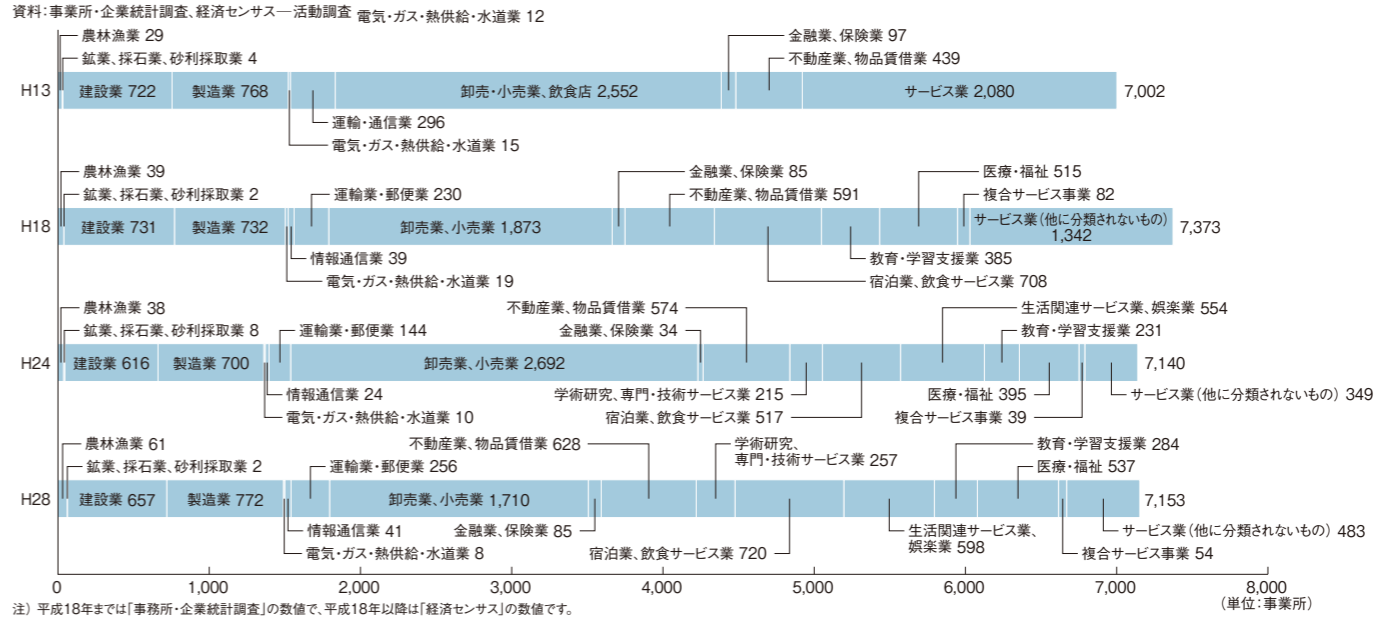 資料：事業所・企業統計調査、経済センサス―活動調査
電気・ガス・熱供給・水道業 12
農林漁業 29
金融業、保険業 97
鉱業、採石業、砂利採取業 4
不動産業、物品賃借業 439
H13
建設業 722
製造業 768
卸売・小売業、飲食店 2,552
サービス業 2,080
7,002
運輸・通信業 296
電気・ガス・熱供給・水道業 15
農林漁業 39
金融業、保険業 85
医療・福祉 515
鉱業、採石業、砂利採取業 2
運輸業・郵便業 230
不動産業、物品賃借業 591
複合サービス事業 82
H18
建設業 731
製造業 732
卸売業、小売業 1,873
サービス業（他に分類されないもの）
1,342
7,373
情報通信業 39
教育・学習支援業 385
電気・ガス・熱供給・水道業 19
宿泊業、飲食サービス業 708
農林漁業 38
不動産業、物品賃借業 574
生活関連サービス業、娯楽業 554
鉱業、採石業、砂利採取業 8
運輸業・郵便業 144
金融業、保険業 34
教育・学習支援業 231
H24
建設業 616
製造業 700
卸売業、小売業 2,692
7,140
情報通信業 24
学術研究、専門・技術サービス業 215
医療・福祉 395
サービス業（他に分類されないもの） 349
電気・ガス・熱供給・水道業 10
宿泊業、飲食サービス業 517
複合サービス事業 39
農林漁業 61
不動産業、物品賃借業 628
学術研究、
専門・技術サービス業 257
教育・学習支援業 284
鉱業、採石業、砂利採取業 2
運輸業・郵便業 256
医療・福祉 537
H28
建設業 657
製造業 772
卸売業、小売業 1,710
7,153
情報通信業 41
金融業、保険業 85
生活関連サービス業、
娯楽業 598
サービス業（他に分類されないもの） 483
電気・ガス・熱供給・水道業 8
宿泊業、飲食サービス業 720
複合サービス事業 54
0
1,000
2,000
3,000
4,000
5,000
6,000
7,000
8,000
（単位：事業所）
注） 平成18年までは「事務所・企業統計調査」の数値で、平成18年以降は「経済センサス」の数値です。